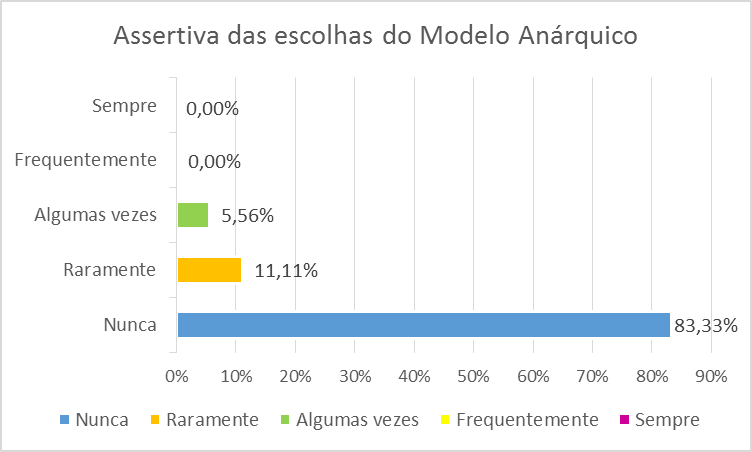 Assertiva das escolhas do Modelo Anárquico
Sempre 0,00%
Frequentemente 0,00%
Algumas vezes 5,56%
Raramente 11,11%
Nunca 83,33%
0% 10% 20% 30% 40% 50% 60% 70% 80% 90%
Nunca Raramente Algumas vezes Frequentemente Sempre